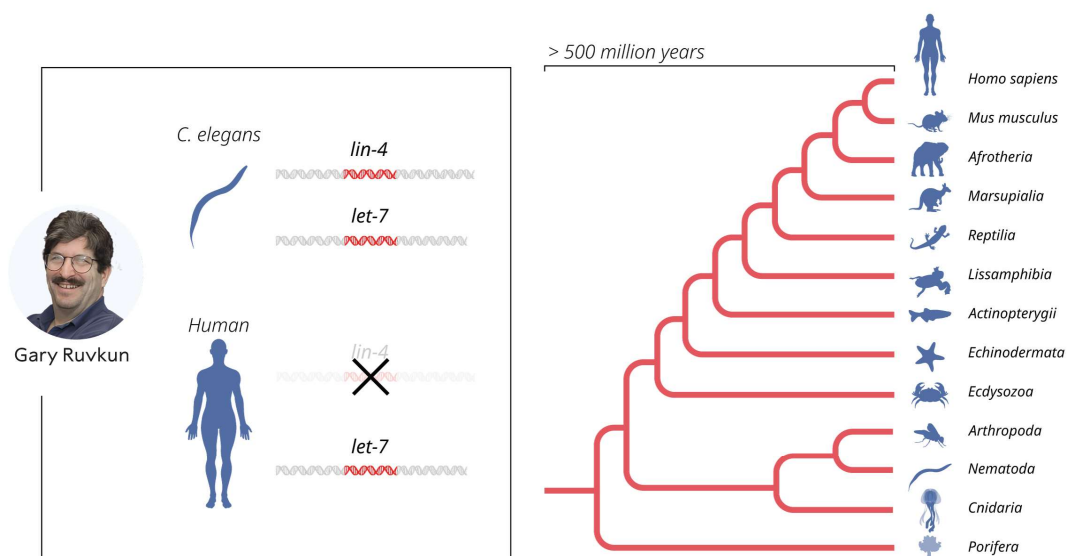 C. elegans
lin-4
let-7
Gary Ruvkun
Human
lin-4
let-7
> 500 million years
Homo sapiens
Mus musculus
Afrotheria
Marsupialia
Reptilia
Lissamphibia
Actinopterygii
Echinodermata
Ecdysozoa
Arthropoda
Nematoda
Cnidaria
Porifera